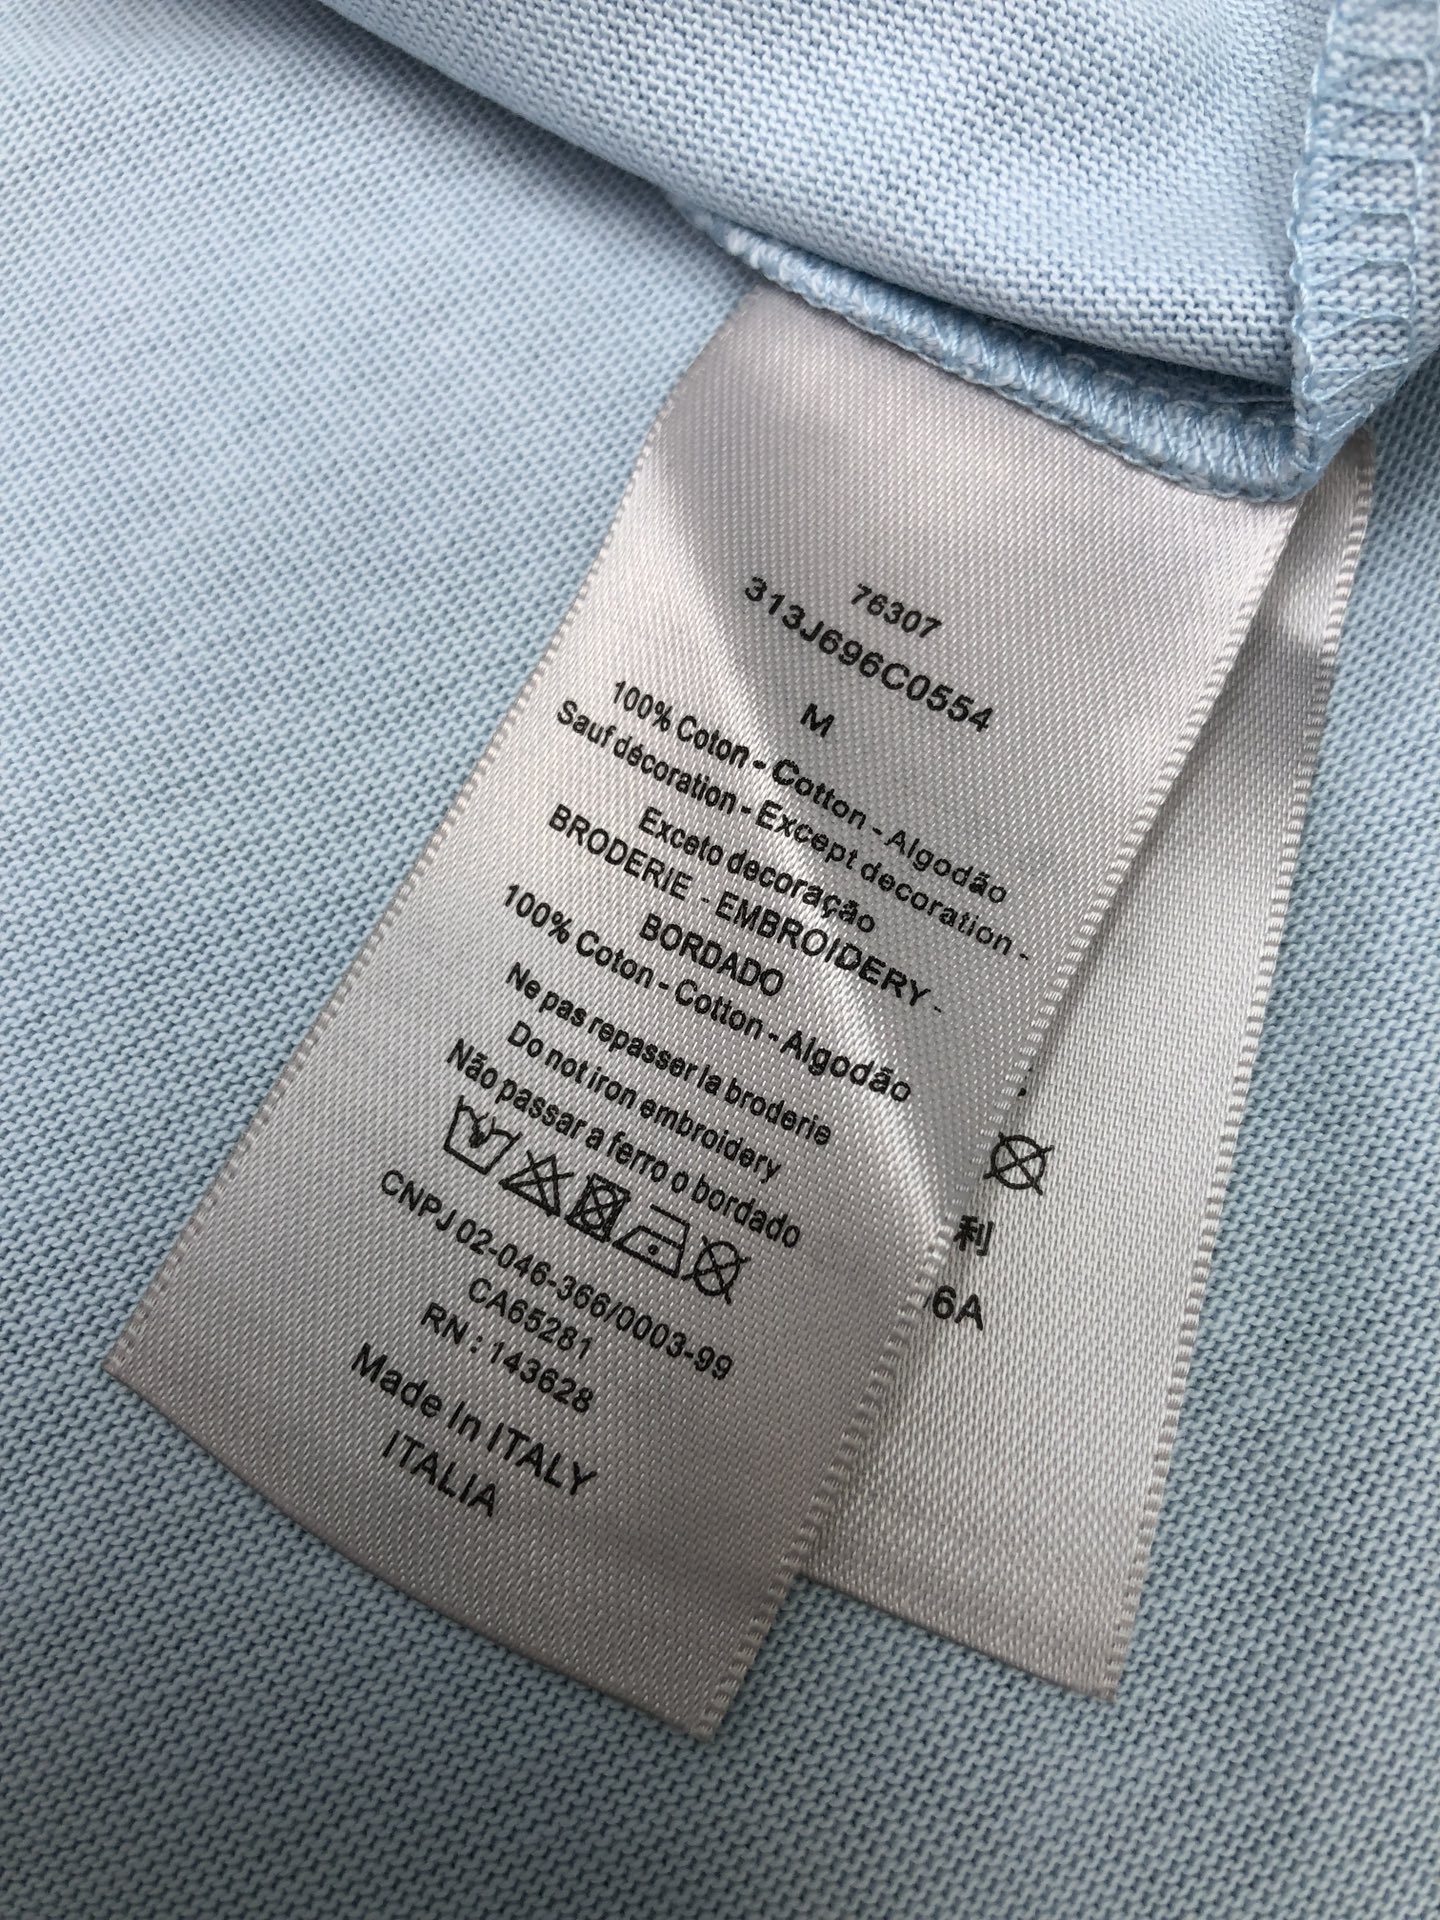 76307
313J696C0554
M
100% Coton - Cotton - Algodão
Sauf décoration - Except decoration -
Exceto decoração
BRODERIE - EMBROIDERY -
BORDADO
100% Coton - Cotton - Algodão
Ne pas repasser la broderie
Do not iron embroidery
Não passar a ferro o bordado
CNPJ 02-046-366/0003-99
CA65281
RN : 143628
Made In ITALY
ITALIA
利
6A